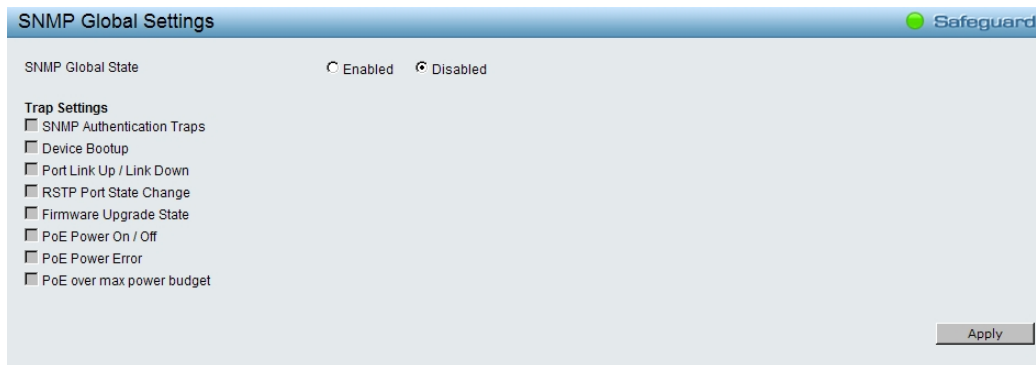 SNMP Global Settings
Safeguard
SNMP Global State
Enabled Disabled
Trap Settings
SNMP Authentication Traps
Device Bootup
Port Link Up / Link Down
RSTP Port State Change
Firmware Upgrade State
PoE Power On / Off
PoE Power Error
PoE over max power budget
Apply